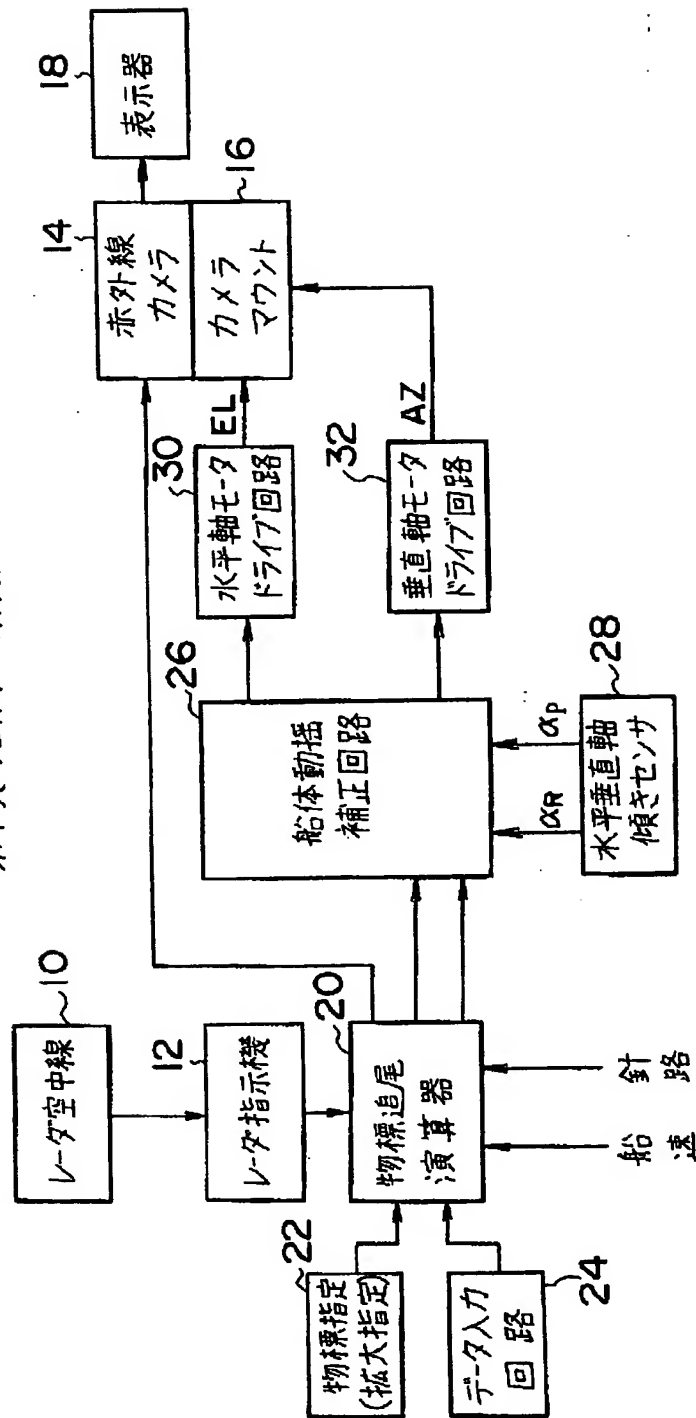 レーダ空中線
10
レーダ指示機
12
物標追尾
演算器
20
物標指定
(拡大指定)
22
データ入力
回路
24
船速
針路
船体動揺
補正回路
26
αR
αP
水平垂直軸
傾きセンサ
28
水平軸モータ
ドライブ回路
30
EL
垂直軸モータ
ドライブ回路
32
AZ
赤外線
カメラ
14
カメラ
マウント
16
表示器
18